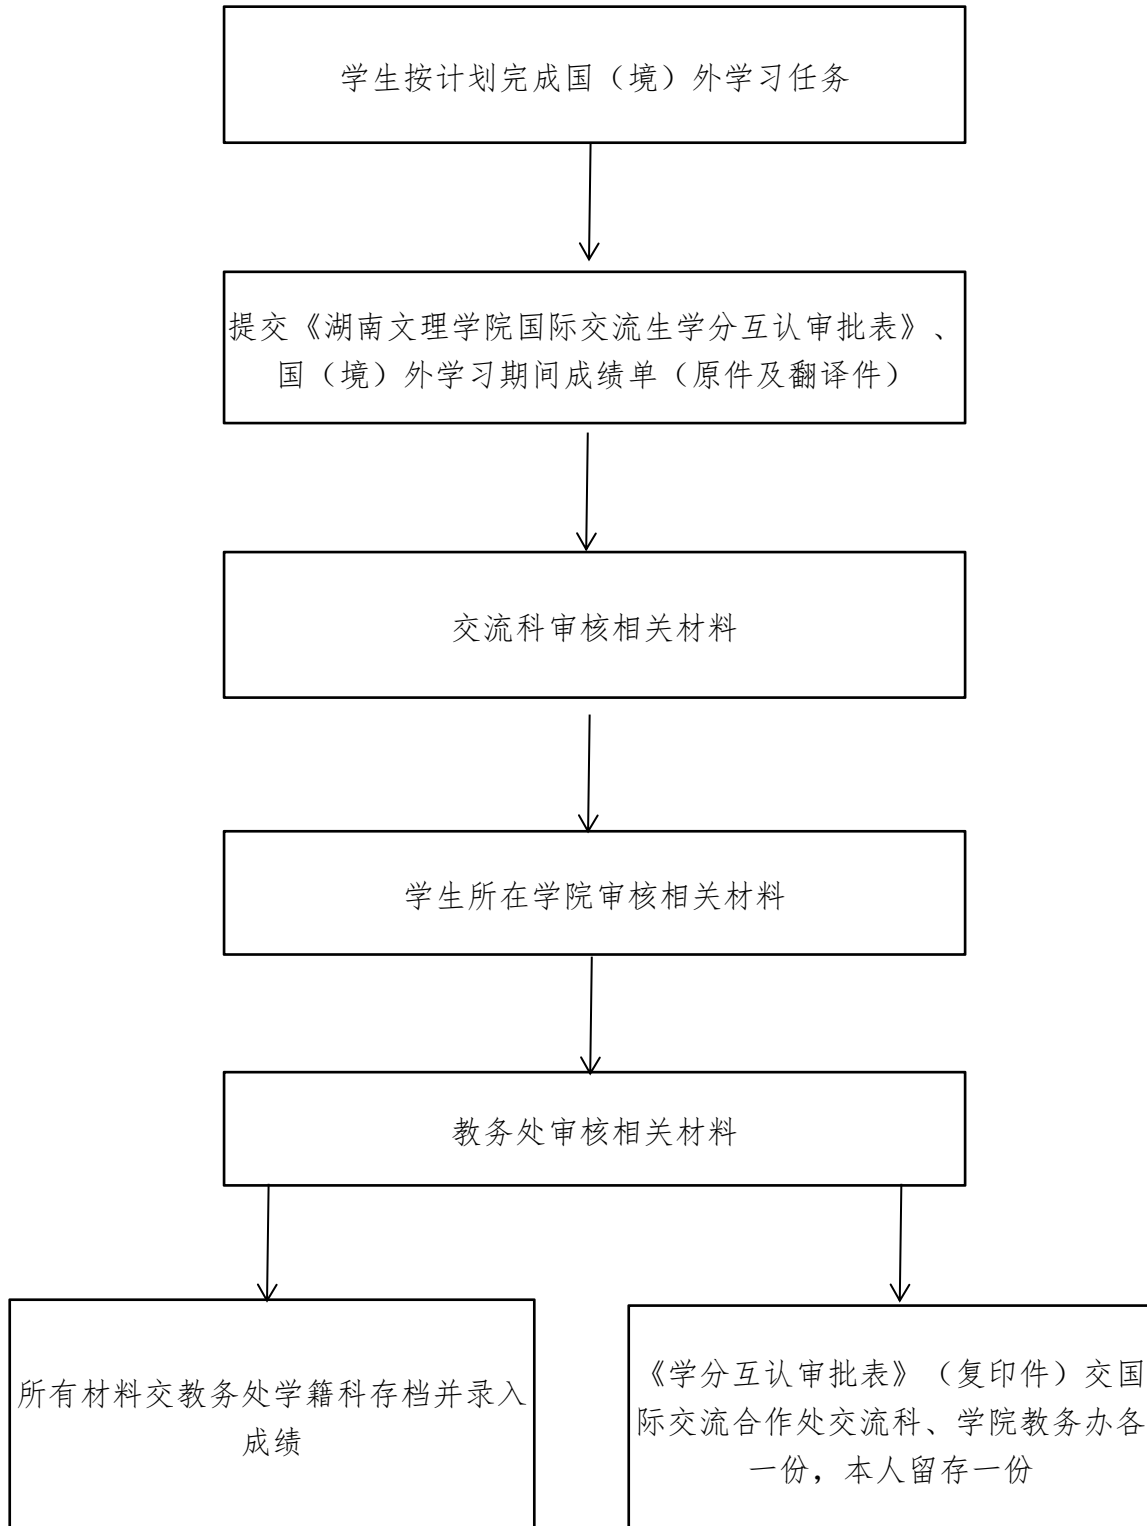 学生按计划完成国（境）外学习任务
提交《湖南文理学院国际交流生学分互认审批表》、
国（境）外学习期间成绩单（原件及翻译件）
交流科审核相关材料
学生所在学院审核相关材料
教务处审核相关材料
所有材料交教务处学籍科存档并录入
成绩
《学分互认审批表》（复印件）交国
际交流合作处交流科、学院教务办各
一份，本人留存一份